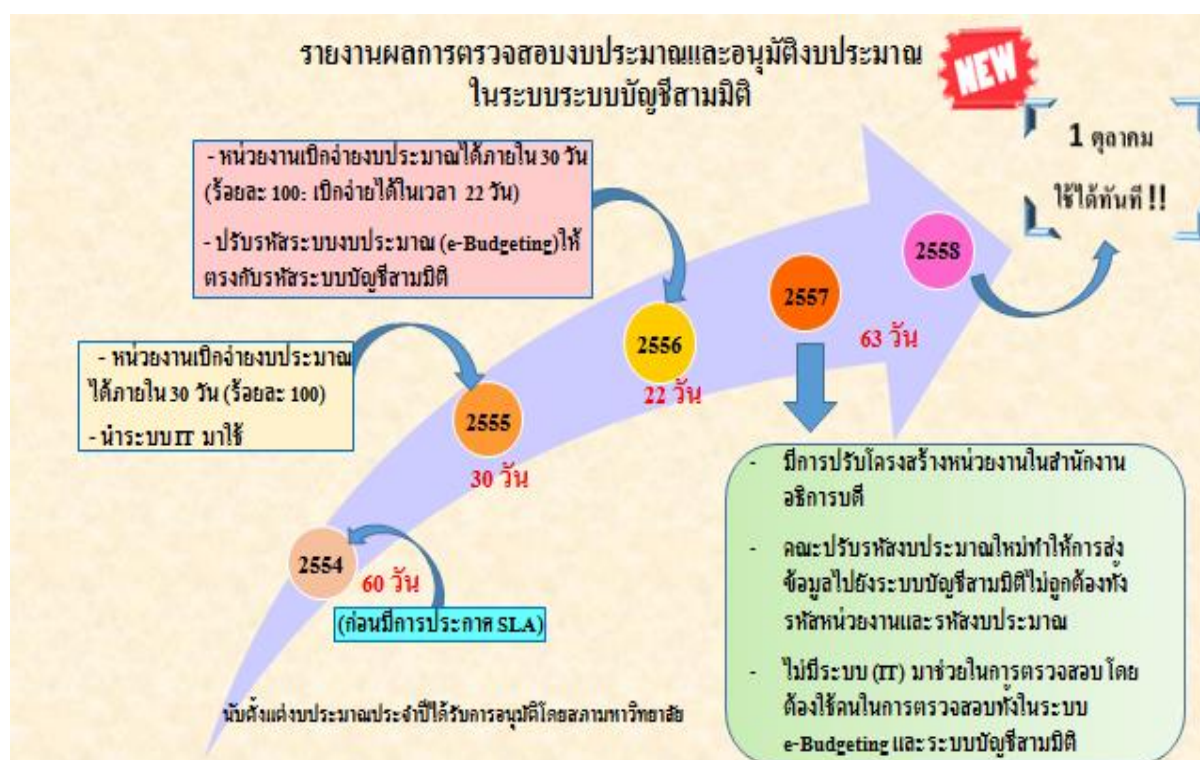 รายงานผลการตรวจสอบงบประมาณและอนุมัติงบประมาณ
ในระบบระบบบัญชีสามมิติ
NEW
1 ตุลาคม
ใช้ได้ทันที !!
- หน่วยงานเบิกจ่ายงบประมาณได้ภายใน 30 วัน
(ร้อยละ 100: เบิกจ่ายได้ในเวลา 22 วัน)
- ปรับรหัสระบบงบประมาณ (e-Budgeting)ให้
ตรงกับรหัสระบบบัญชีสามมิติ
2558
2557
63 วัน
2556
22 วัน
- หน่วยงานเบิกจ่ายงบประมาณ
ได้ภายใน 30 วัน (ร้อยละ 100)
- นำระบบ IT มาใช้
2555
30 วัน
2554
60 วัน
(ก่อนมีการประกาศ SLA)
- มีการปรับโครงสร้างหน่วยงานในสำนักงาน
อธิการบดี
- คณะปรับรหัสงบประมาณใหม่ทำให้การส่ง
ข้อมูลไปยังระบบบัญชีสามมิติไม่ถูกต้องทั้ง
รหัสหน่วยงานและรหัสงบประมาณ
- ไม่มีระบบ (IT) มาช่วยในการตรวจสอบ โดย
ต้องใช้คนในการตรวจสอบทั้งในระบบ
e-Budgeting และระบบบัญชีสามมิติ
นับตั้งแต่งบประมาณประจำปีได้รับการอนุมัติโดยสภามหาวิทยาลัย